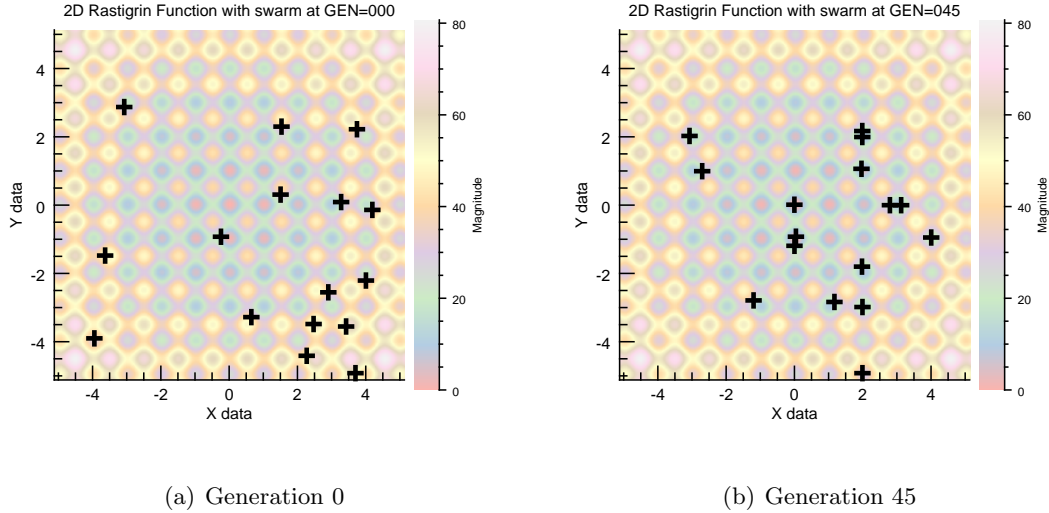 2D Rastigrin Function with swarm at GEN=000
80
60
40
20
0
Magnitude
4
2
0
-2
-4
Y data
-4 -2 0 2 4
X data
(a) Generation 0
2D Rastigrin Function with swarm at GEN=045
80
60
40
20
0
Magnitude
4
2
0
-2
-4
Y data
-4 -2 0 2 4
X data
(b) Generation 45